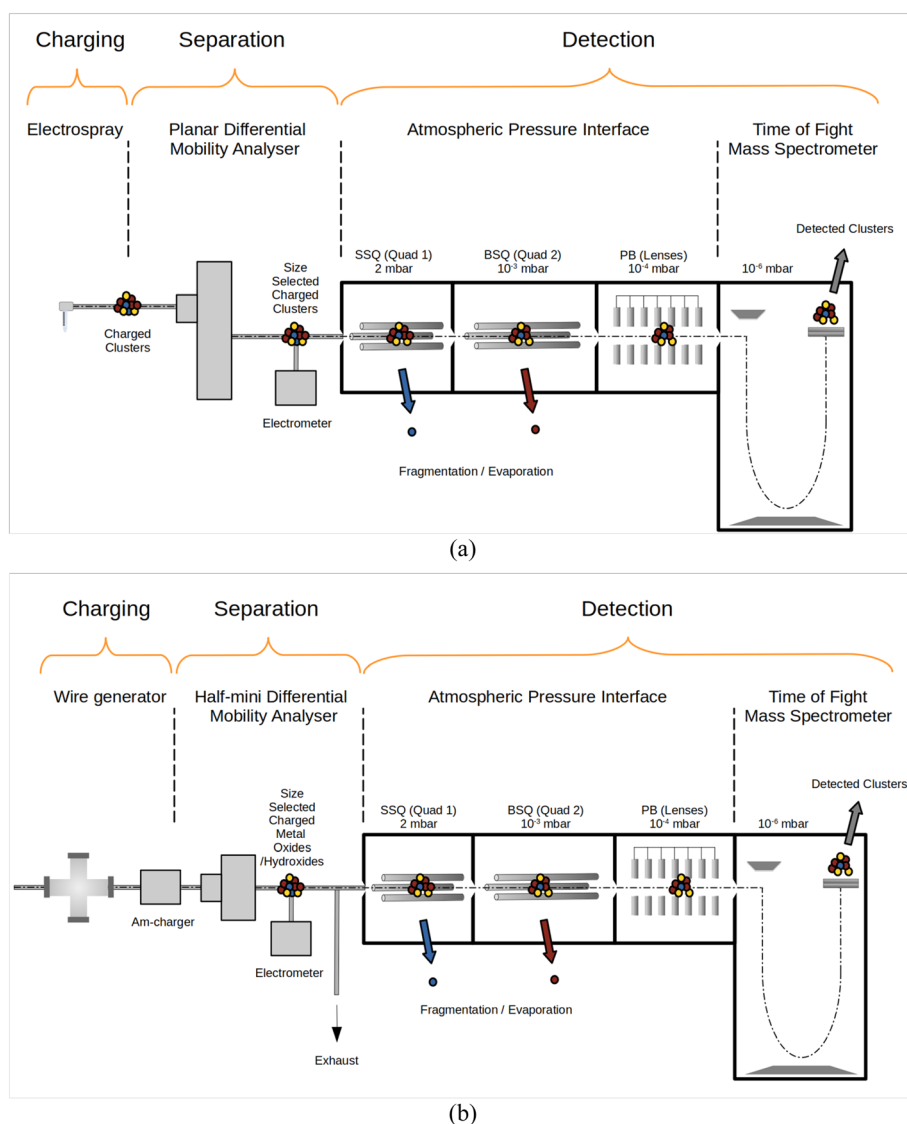 Charging
Separation
Detection
Electrospray
Planar Differential
Mobility Analyser
Atmospheric Pressure Interface
Time of Fight
Mass Spectrometer
Detected Clusters
SSQ (Quad 1)
2 mbar
BSQ (Quad 2)
10⁻³ mbar
PB (Lenses)
10⁻⁴ mbar
10⁻⁶ mbar
Size
Selected
Charged
Clusters
Charged
Clusters
Electrometer
Fragmentation / Evaporation
(a)
Charging
Separation
Detection
Wire generator
Half-mini Differential
Mobility Analyser
Atmospheric Pressure Interface
Time of Fight
Mass Spectrometer
Detected Clusters
Size
Selected
Charged
Metal
Oxides
/Hydroxides
SSQ (Quad 1)
2 mbar
BSQ (Quad 2)
10⁻³ mbar
PB (Lenses)
10⁻⁴ mbar
10⁻⁶ mbar
Am-charger
Electrometer
Fragmentation / Evaporation
Exhaust
(b)